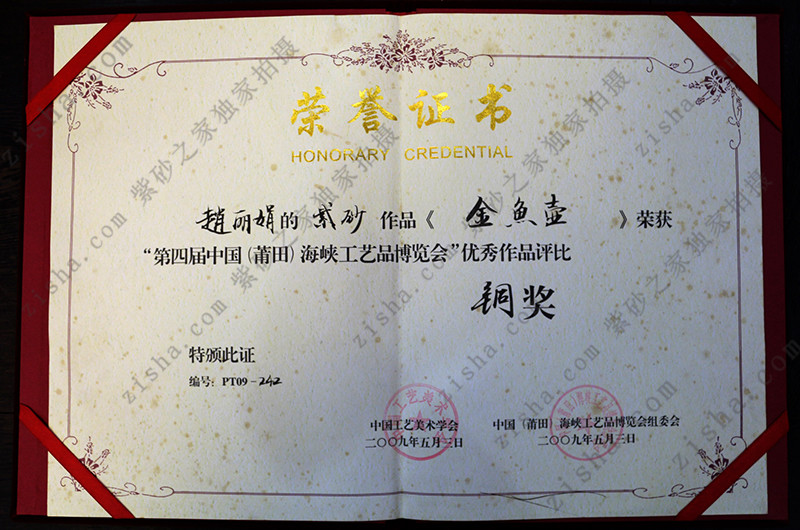 荣誉证书
HONORARY CREDENTIAL
趙丽娟的 紫砂 作品《 金魚壶 》荣获
“第四届中国(莆田)海峡工艺品博览会”优秀作品评比
铜奖
特颁此证
编号: PT09-242
中国工艺美术学会 中国(莆田)海峡工艺品博览会组委会
二〇〇九年五月三日 二〇〇九年五月三日
zisha.com 紫砂之家独家拍摄